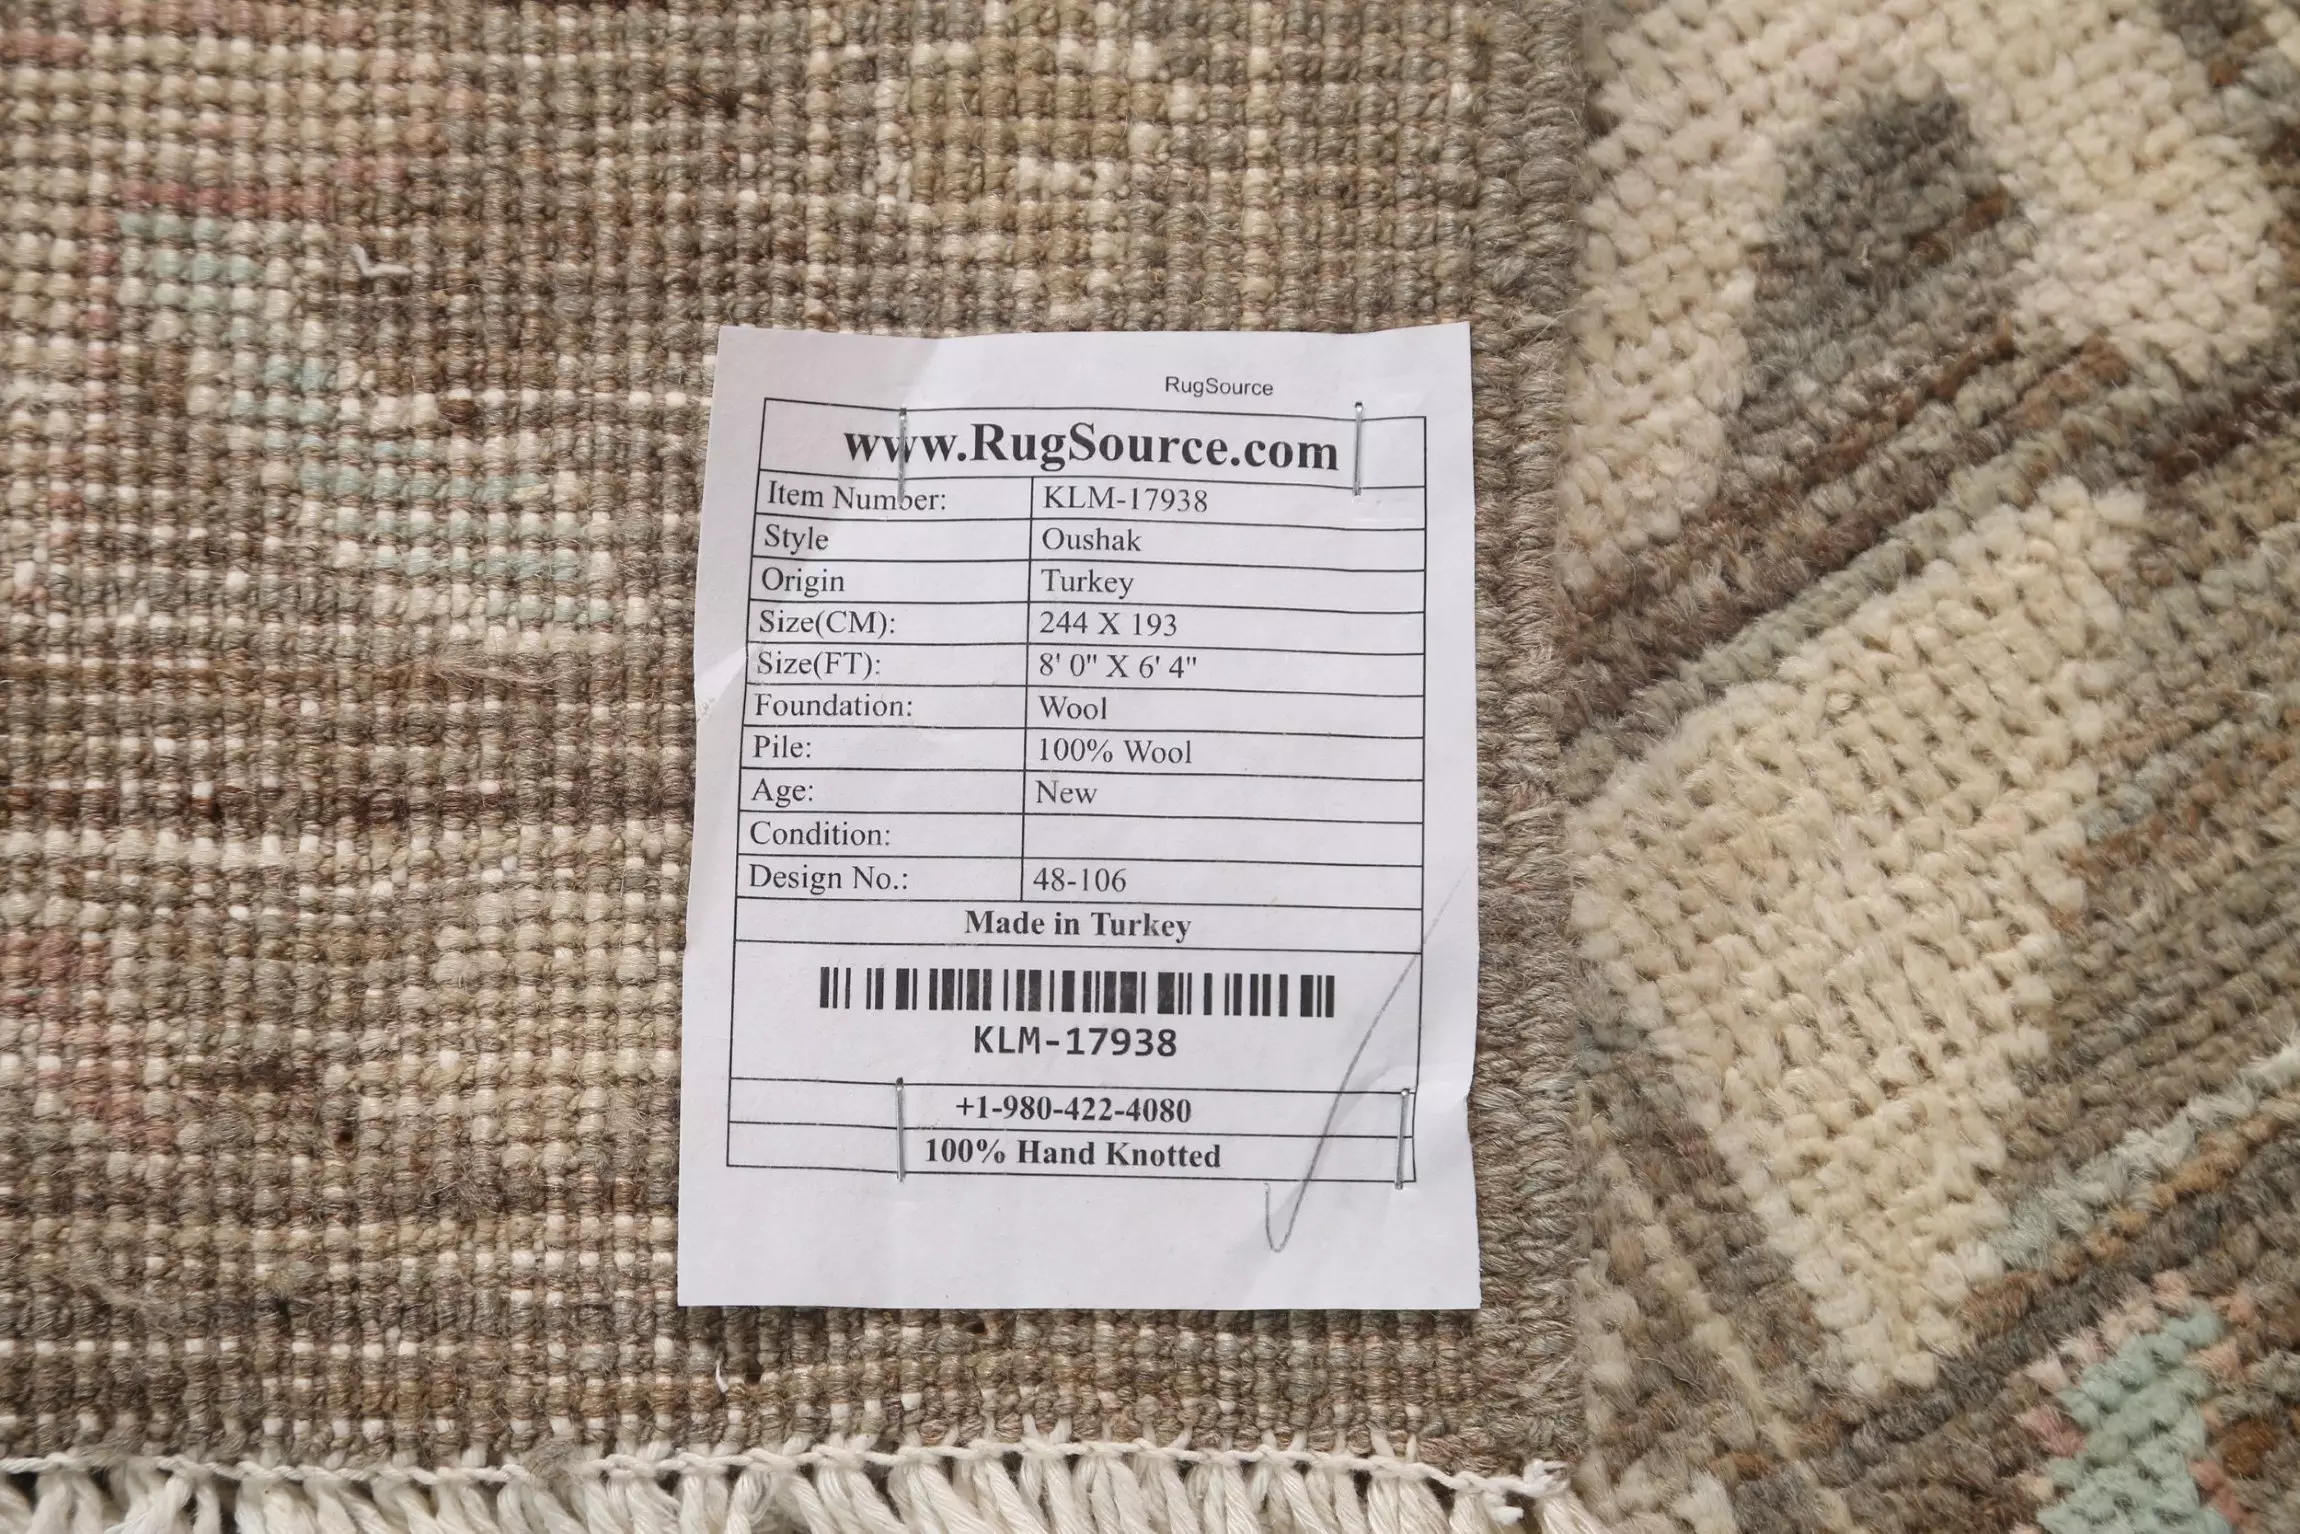 RugSource
www.RugSource.com
Item Number: KLM-17938
Style Oushak
Origin Turkey
Size(CM): 244 X 193
Size(FT): 8' 0" X 6' 4"
Foundation: Wool
Pile: 100% Wool
Age: New
Condition:
Design No.: 48-106
Made in Turkey
KLM-17938
+1-980-422-4080
100% Hand Knotted